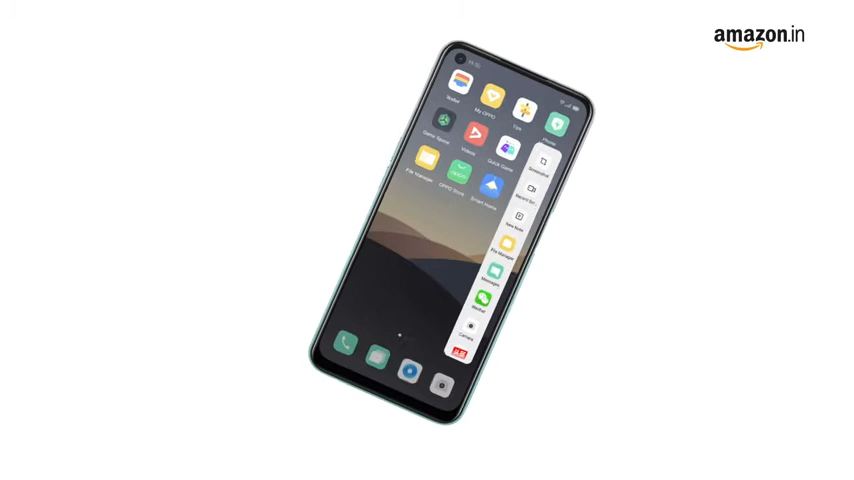 amazon.in
Wallet
My OPPO
Tips
Phone
Game Space
Videos
Quick Game
File Manager
OPPO Store
Smart Home
Screenshot
Record Scr...
New Note
File Manager
Messages
WeChat
Camera